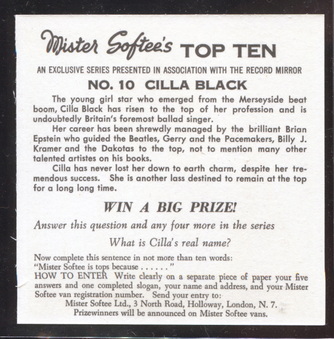 Mister Softee's TOP TEN
AN EXCLUSIVE SERIES PRESENTED IN ASSOCIATION WITH THE RECORD MIRROR
NO. 10 CILLA BLACK
The young girl star who emerged from the Merseyside beat
boom, Cilla Black has risen to the top of her profession and is
undoubtedly Britain's foremost ballad singer.
Her career has been shrewdly managed by the brilliant Brian
Epstein who guided the Beatles, Gerry and the Pacemakers, Billy J.
Kramer and the Dakotas to the top, not to mention many other
talented artistes on his books.
Cilla has never lost her down to earth charm, despite her tre-
mendous success. She is another lass destined to remain at the top
for a long long time.
WIN A BIG PRIZE!
Answer this question and any four more in the series
What is Cilla's real name?
Now complete this sentence in not more than ten words:
"Mister Softee is tops because . . . . . ."
HOW TO ENTER Write clearly on a separate piece of paper your five
answers and one completed slogan, your name and address, and your Mister
Softee van registration number. Send your entry to:
Mister Softee Ltd., 3 North Road, Holloway, London, N. 7.
Prizewinners will be announced on Mister Softee vans.